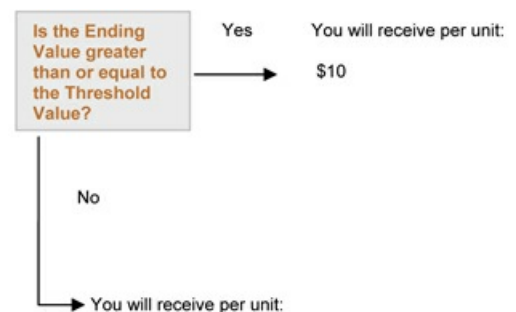 Is the Ending
Value greater
than or equal to
the Threshold
Value?
Yes
You will receive per unit:
$10
No
You will receive per unit: